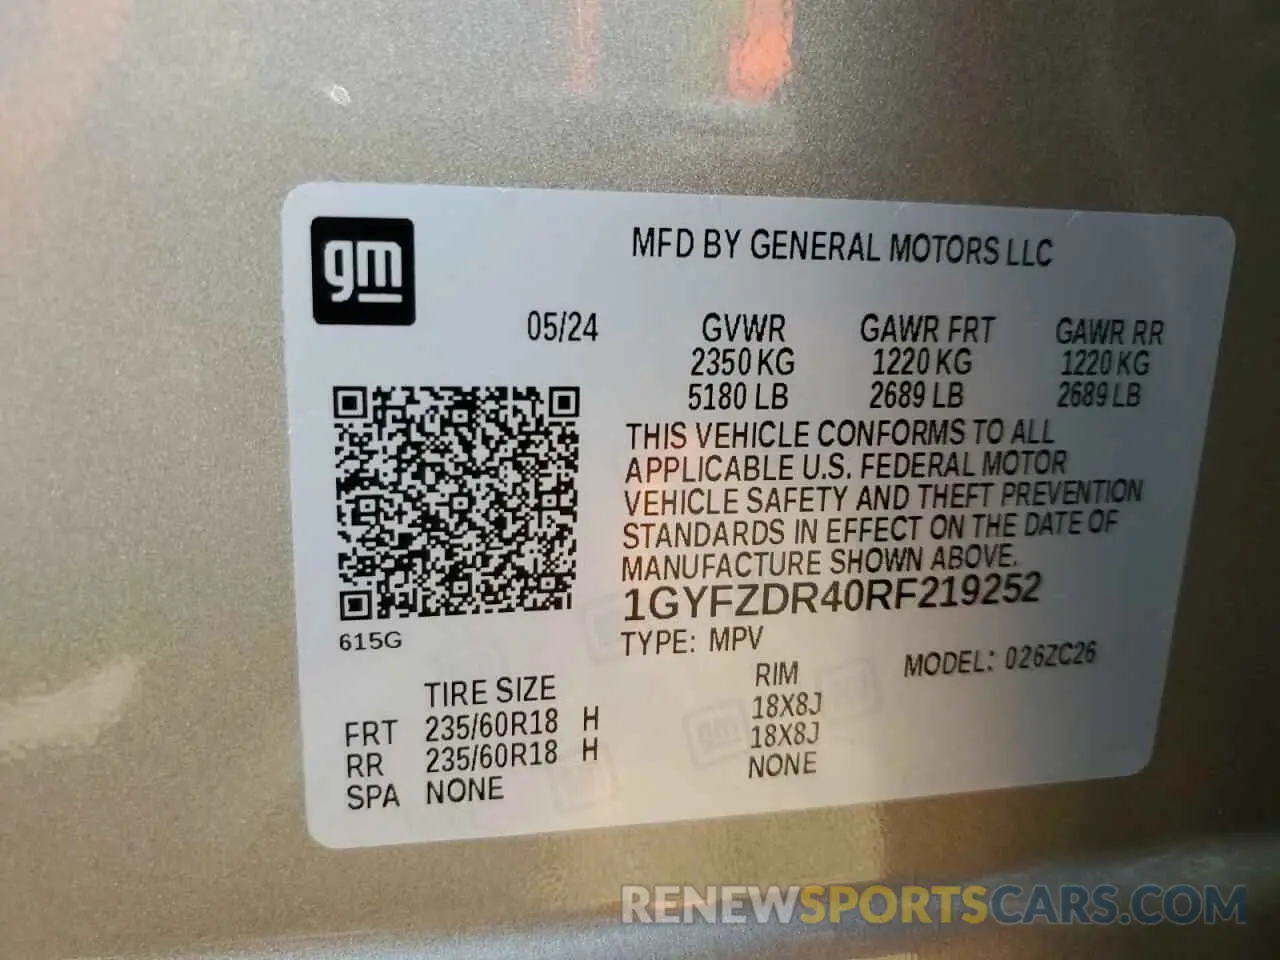 gm
MFD BY GENERAL MOTORS LLC
05/24
GVWR GAWR FRT GAWR RR
2350 KG 1220 KG 1220 KG
5180 LB 2689 LB 2689 LB
THIS VEHICLE CONFORMS TO ALL
APPLICABLE U.S. FEDERAL MOTOR
VEHICLE SAFETY AND THEFT PREVENTION
STANDARDS IN EFFECT ON THE DATE OF
MANUFACTURE SHOWN ABOVE.
1GYFZDR40RF219252
615G
TYPE: MPV
MODEL: 026ZC26
TIRE SIZE RIM
FRT 235/60R18 H 18X8J
RR 235/60R18 H 18X8J
SPA NONE NONE
gm
RENEWSPORTSCARS.COM